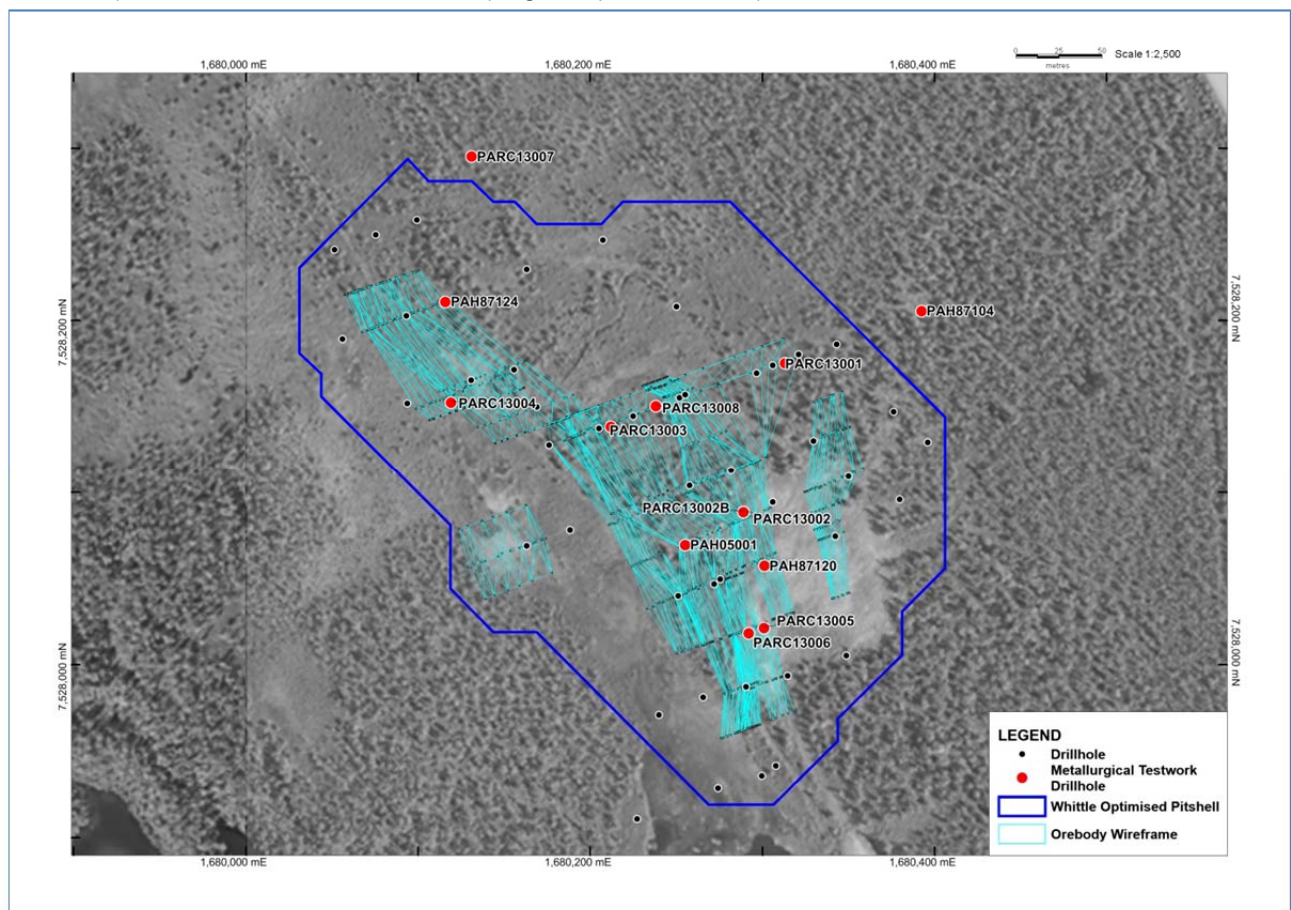 1,680,000 mE
1,680,200 mE
1,680,400 mE
0 25 50
metres
Scale 1:2,500
PARC13007
7,528,200 mN
7,528,200 mN
PAH87124
PAH87104
PARC13001
PARC13004
PARC13008
PARC13003
PARC13002B
PARC13002
PAH05001
PAH87120
PARC13005
PARC13006
7,528,000 mN
7,528,000 mN
LEGEND
Drillhole
Metallurgical Testwork
Drillhole
Whittle Optimised Pitshell
Orebody Wireframe
1,680,000 mE
1,680,200 mE
1,680,400 mE